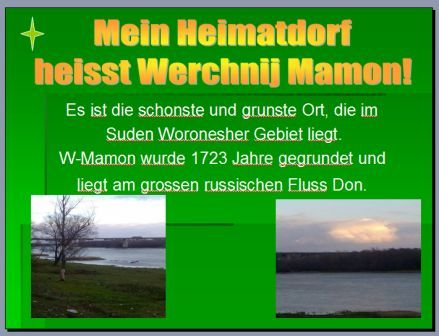 Mein Heimatdorf
heisst Werchnij Mamon!
Es ist die schonste und grunste Ort, die im
Suden Woronesher Gebiet liegt.
W-Mamon wurde 1723 Jahre gegrundet und
liegt am grossen russischen Fluss Don.